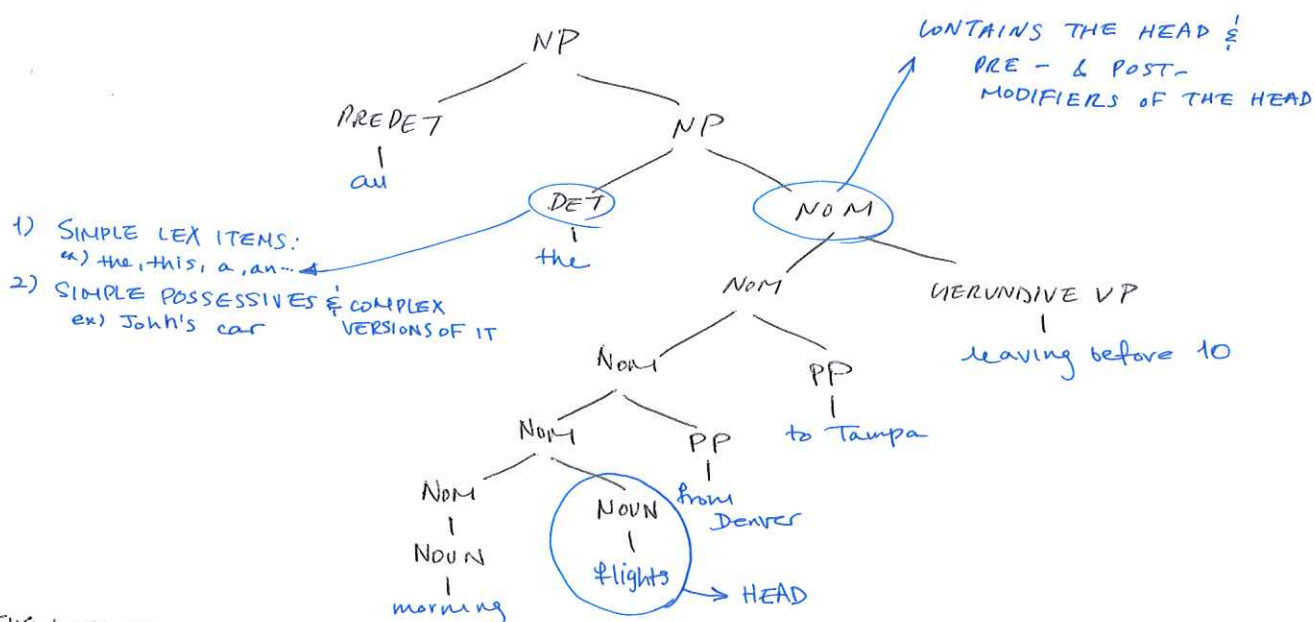 NP
CONTAINS THE HEAD &
PRE- & POST-
MODIFIERS OF THE HEAD
PREDET
NP
all
DET
NOM
the
1) SIMPLE LEX ITEMS:
ex) the, this, a, an...
2) SIMPLE POSSESSIVES & COMPLEX
VERSIONS OF IT
ex) John's car
NOM
GERUNDIVE VP
leaving before 10
NOM
PP
to Tampa
NOM
PP
from
Denver
NOM
NOUN
NOUN
flights
HEAD
morning